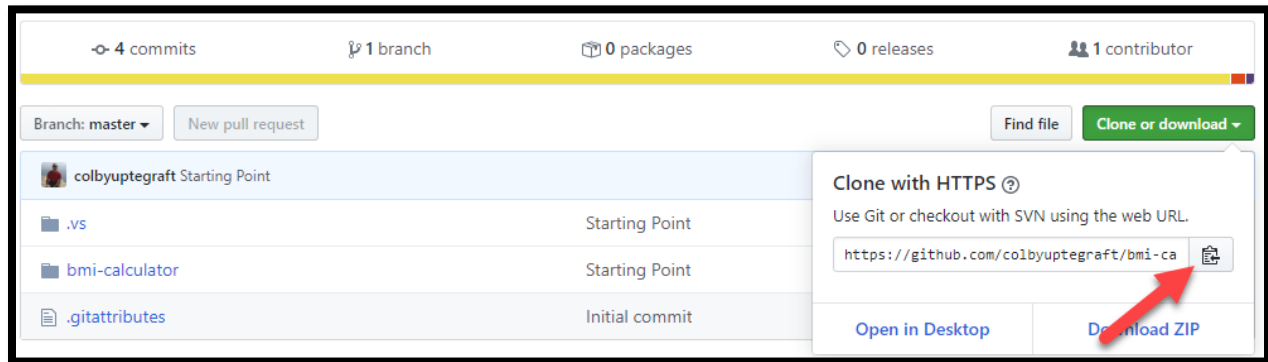 4 commits 1 branch 0 packages 0 releases 1 contributor
Branch: master New pull request Find file Clone or download
colbyuptegraft Starting Point
.vs Starting Point
bmi-calculator Starting Point
.gitattributes Initial commit
Clone with HTTPS
Use Git or checkout with SVN using the web URL.
https://github.com/colbyuptegraft/bmi-ca
Open in Desktop Download ZIP